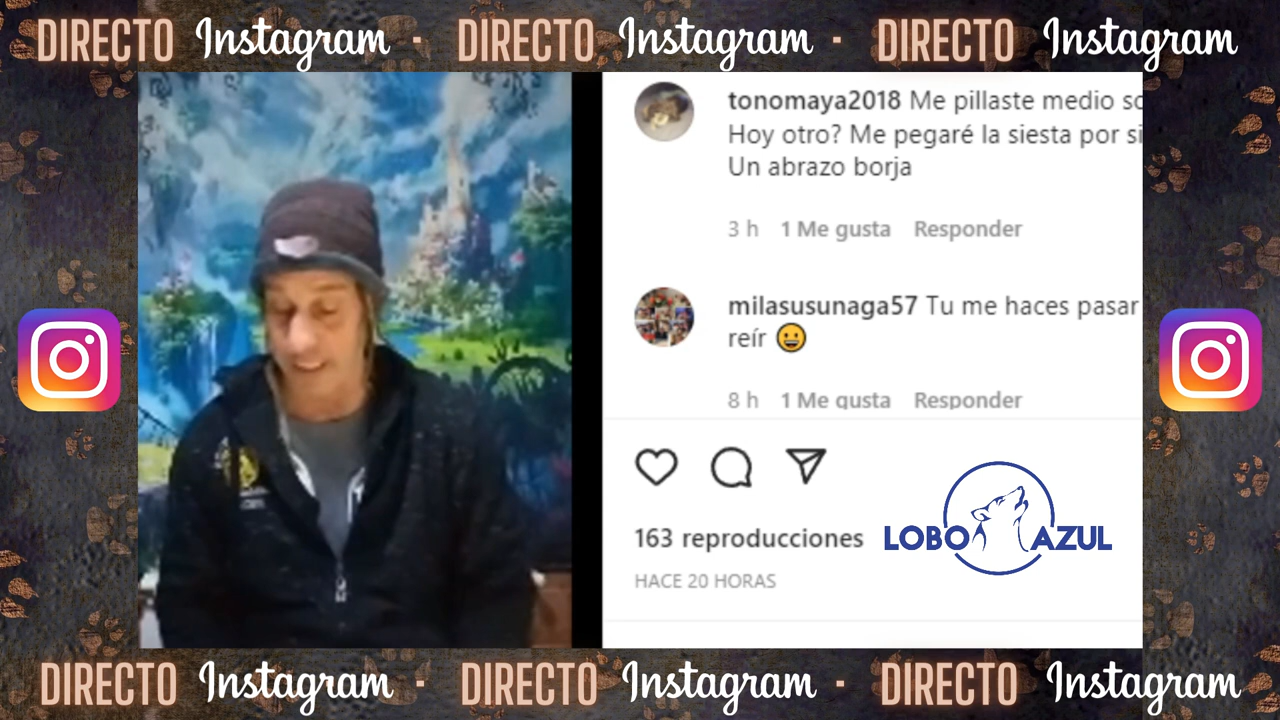 DIRECTO Instagram · DIRECTO Instagram · DIRECTO Instagram
tonomaya2018 Me pillaste medio
Hoy otro? Me pegaré la siesta por si
Un abrazo borja
3 h 1 Me gusta Responder
milasusunaga57 Tu me haces pasar
reír 😀
8 h 1 Me gusta Responder
163 reproducciones
LOBO AZUL
HACE 20 HORAS
DIRECTO Instagram · DIRECTO Instagram · DIRECTO Instagram